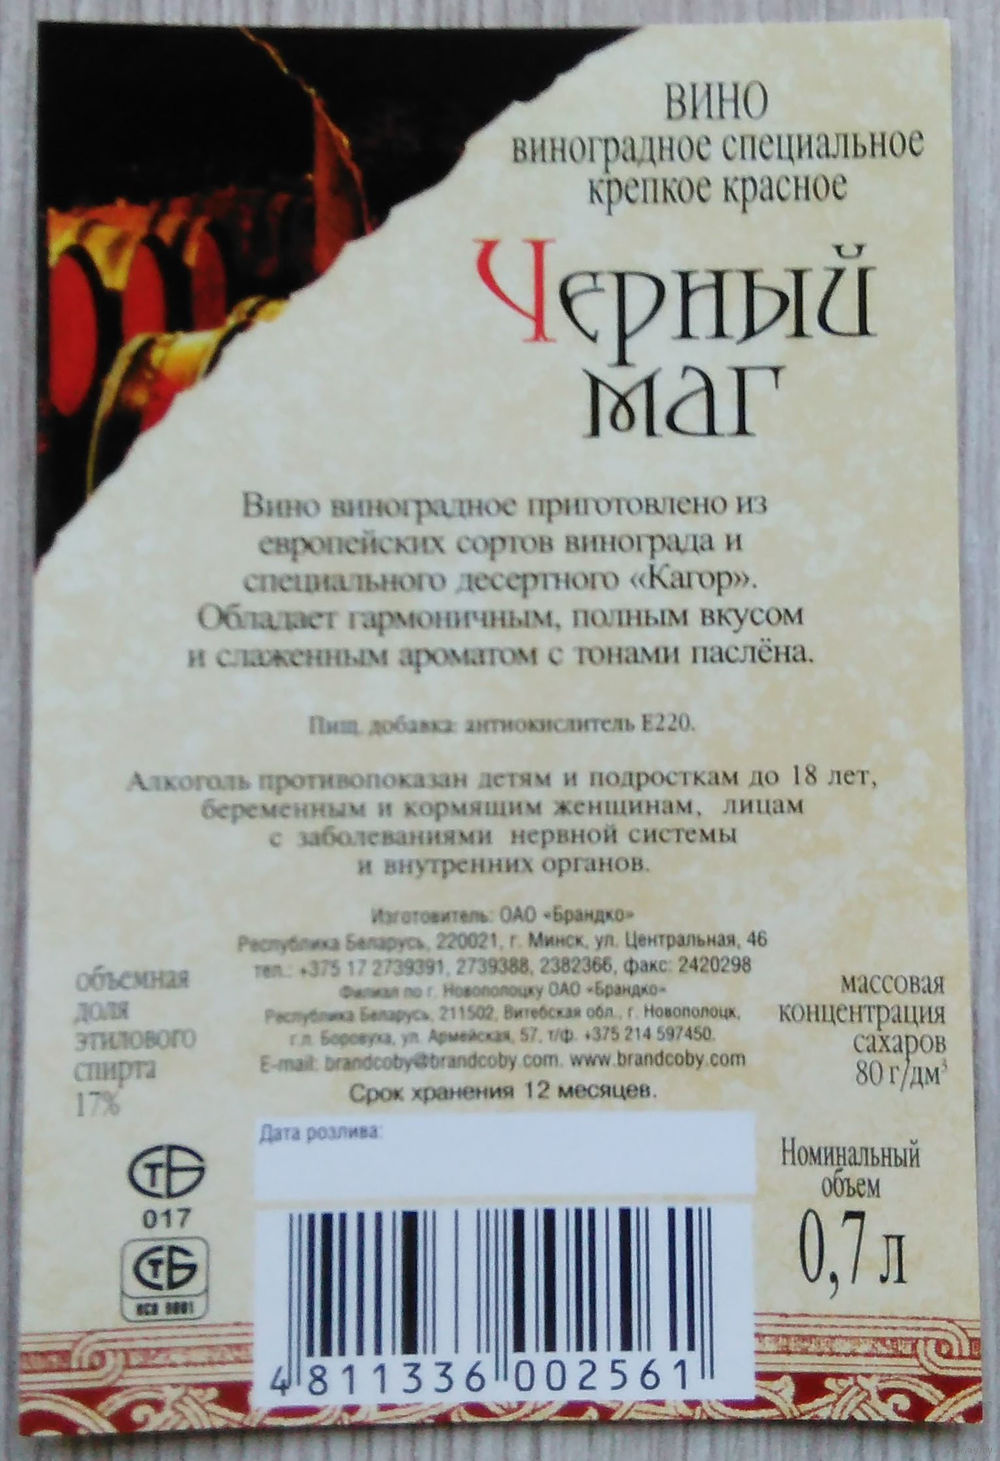 ВИНО
виноградное специальное
крепкое красное
Черный
маг
Вино виноградное приготовлено из
европейских сортов винограда и
специального десертного «Кагор».
Обладает гармоничным, полным вкусом
и слаженным ароматом с тонами паслёна.
Пищ. добавка: антиокислитель Е220.
Алкоголь противопоказан детям и подросткам до 18 лет,
беременным и кормящим женщинам, лицам
с заболеваниями нервной системы
и внутренних органов.
Изготовитель: ОАО «Брандко»
Республика Беларусь, 220021, г. Минск, ул. Центральная, 46
тел.: +375 17 2739391, 2739388, 2382366, факс: 2420298
Филиал по г. Новополоцку ОАО «Брандко»
Республика Беларусь, 211502, Витебская обл., г. Новополоцк,
г.п. Боровуха, ул. Армейская, 57, т/ф. +375 214 597450.
E-mail: brandcoby@brandcoby.com. www.brandcoby.com
Срок хранения 12 месяцев.
объемная
доля
этилового
спирта
17%
массовая
концентрация
сахаров
80 г/дм³
Дата розлива:
Номинальный
объем
0,7 л
СТБ
017
СТБ
ИСО 9001
4 811336 002561